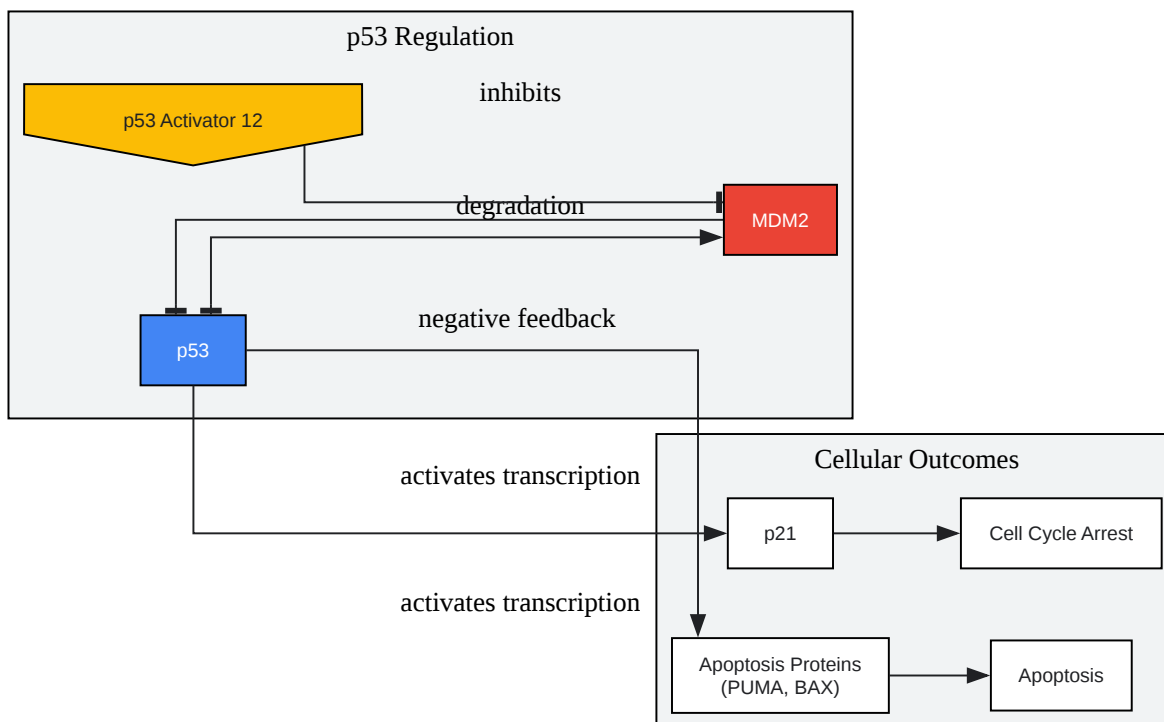 p53 Regulation
inhibits
p53 Activator 12
degradation
MDM2
negative feedback
p53
Cellular Outcomes
activates transcription
p21
Cell Cycle Arrest
activates transcription
Apoptosis Proteins
(PUMA, BAX)
Apoptosis